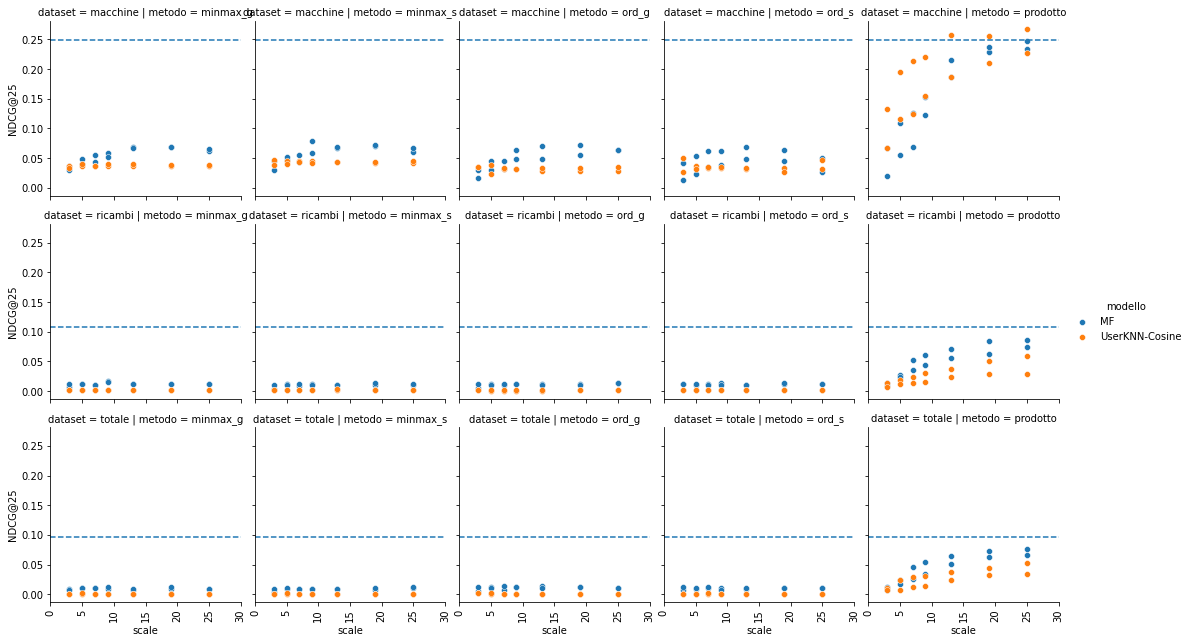 dataset = macchine | metodo = minmax_g
dataset = macchine | metodo = minmax_s
dataset = macchine | metodo = ord_g
dataset = macchine | metodo = ord_s
dataset = macchine | metodo = prodotto
NDCG@25
0.25
0.20
0.15
0.10
0.05
0.00
dataset = ricambi | metodo = minmax_g
dataset = ricambi | metodo = minmax_s
dataset = ricambi | metodo = ord_g
dataset = ricambi | metodo = ord_s
dataset = ricambi | metodo = prodotto
NDCG@25
0.25
0.20
0.15
0.10
0.05
0.00
modello
MF
UserKNN-Cosine
dataset = totale | metodo = minmax_g
dataset = totale | metodo = minmax_s
dataset = totale | metodo = ord_g
dataset = totale | metodo = ord_s
dataset = totale | metodo = prodotto
NDCG@25
0.25
0.20
0.15
0.10
0.05
0.00
0 5 10 15 20 25 30
0 5 10 15 20 25 30
0 5 10 15 20 25 30
0 5 10 15 20 25 30
0 5 10 15 20 25 30
scale
scale
scale
scale
scale